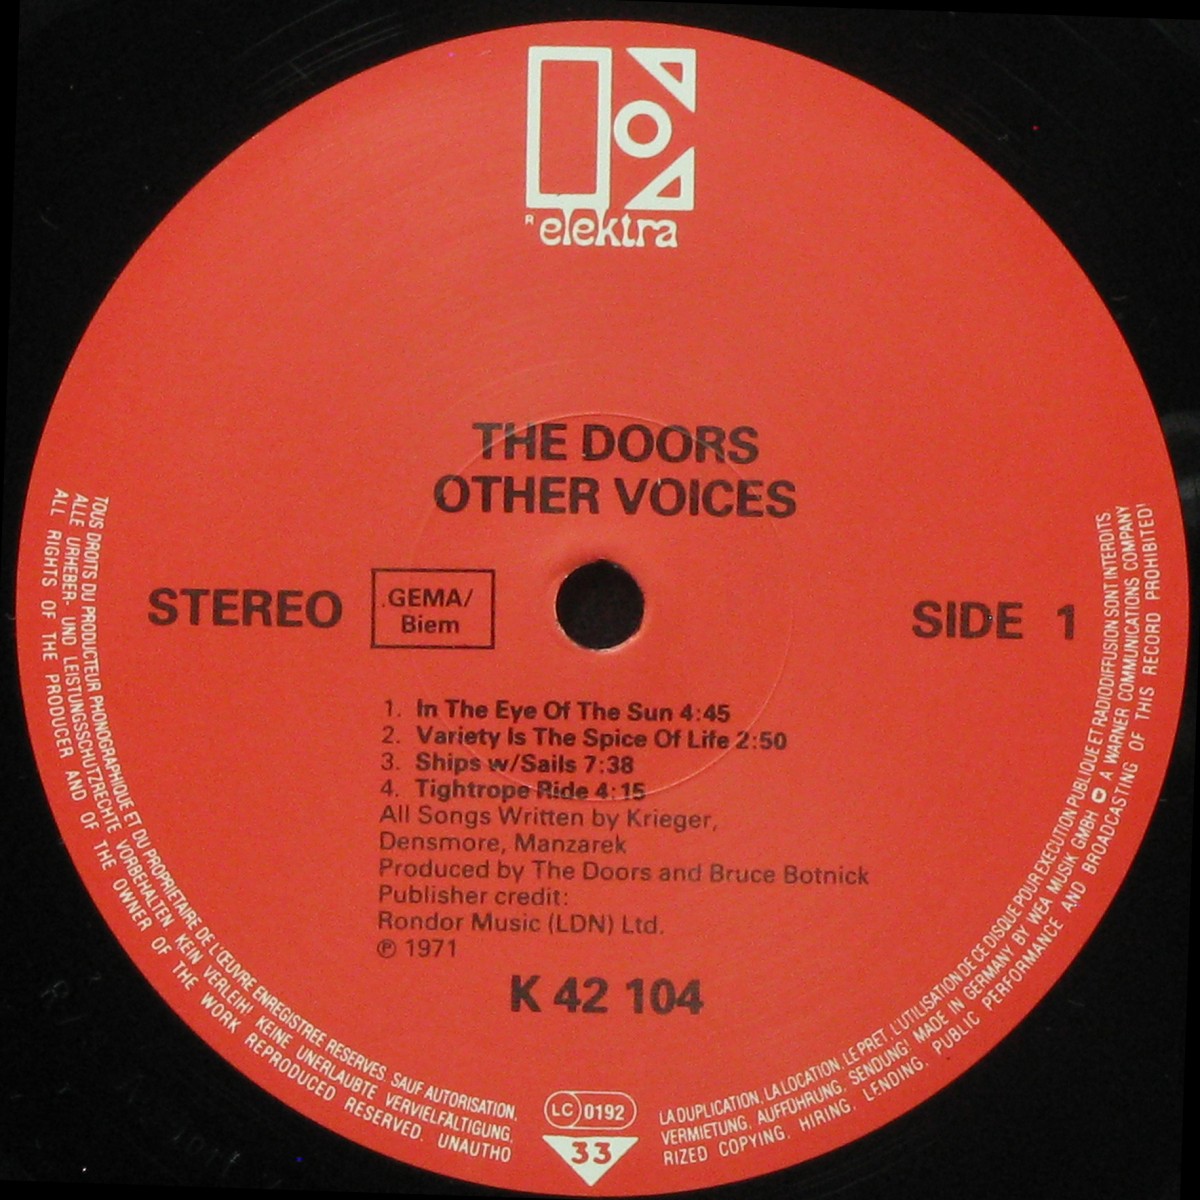 R elektra
THE DOORS
OTHER VOICES
STEREO
GEMA/
Biem
SIDE 1
1. In The Eye Of The Sun 4:45
2. Variety Is The Spice Of Life 2:50
3. Ships w/Sails 7:38
4. Tightrope Ride 4:15
All Songs Written by Krieger,
Densmore, Manzarek
Produced by The Doors and Bruce Botnick
Publisher credit:
Rondor Music (LDN) Ltd.
℗ 1971
K 42 104
TOUS DROITS DU PRODUCTEUR PHONOGRAPHIQUE ET DU PROPRIETAIRE DE L'ŒUVRE ENREGISTREE RESERVES. SAUF AUTORISATION, LA DUPLICATION, LA LOCATION, LE PRET, L'UTILISATION DE CE DISQUE POUR EXECUTION PUBLIQUE ET RADIODIFFUSION SONT INTERDITS
ALLE URHEBER- UND LEISTUNGSSCHUTZRECHTE VORBEHALTEN. KEIN VERLEIH! KEINE UNERLAUBTE VERVIELFÄLTIGUNG, VERMIETUNG, AUFFÜHRUNG, SENDUNG! MADE IN GERMANY BY WEA MUSIK GMBH A WARNER COMMUNICATIONS COMPANY
ALL RIGHTS OF THE PRODUCER AND OF THE OWNER OF THE WORK REPRODUCED RESERVED. UNAUTHORIZED COPYING, HIRING, LENDING, PUBLIC PERFORMANCE AND BROADCASTING OF THIS RECORD PROHIBITED!
LC 0192
33